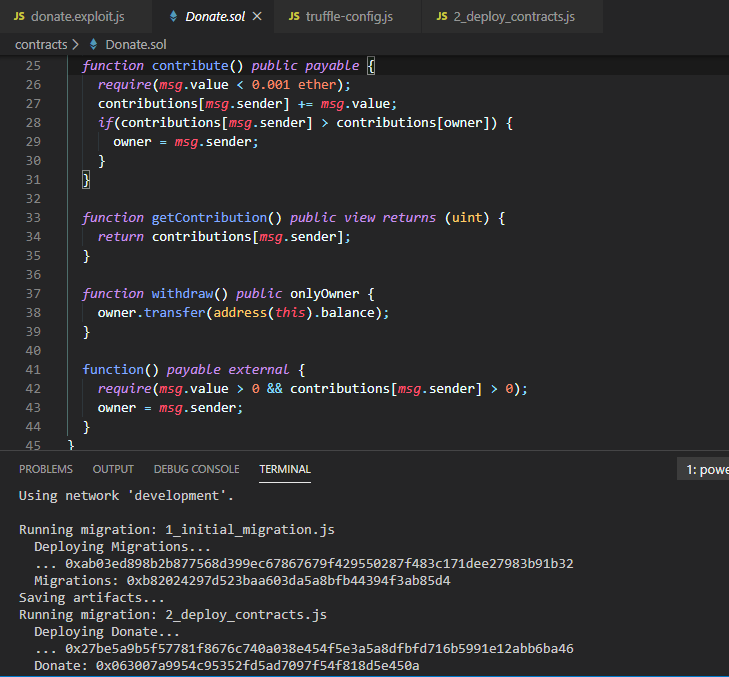 JS donate.exploit.js Donate.sol × JS truffle-config.js JS 2_deploy_contracts.js
contracts > Donate.sol
25 function contribute() public payable {
26 require(msg.value < 0.001 ether);
27 contributions[msg.sender] += msg.value;
28 if(contributions[msg.sender] > contributions[owner]) {
29 owner = msg.sender;
30 }
31 }
32
33 function getContribution() public view returns (uint) {
34 return contributions[msg.sender];
35 }
36
37 function withdraw() public onlyOwner {
38 owner.transfer(address(this).balance);
39 }
40
41 function() payable external {
42 require(msg.value > 0 && contributions[msg.sender] > 0);
43 owner = msg.sender;
44 }
45 }
PROBLEMS OUTPUT DEBUG CONSOLE TERMINAL 1: powe
Using network 'development'.
Running migration: 1_initial_migration.js
Deploying Migrations...
... 0xab03ed898b2b877568d399ec67867679f429550287f483c171dee27983b91b32
Migrations: 0xb82024297d523baa603da5a8bfb44394f3ab85d4
Saving artifacts...
Running migration: 2_deploy_contracts.js
Deploying Donate...
... 0x27be5a9b5f57781f8676c740a038e454f5e3a5a8dfbfd716b5991e12abb6ba46
Donate: 0x063007a9954c95352fd5ad7097f54f818d5e450a